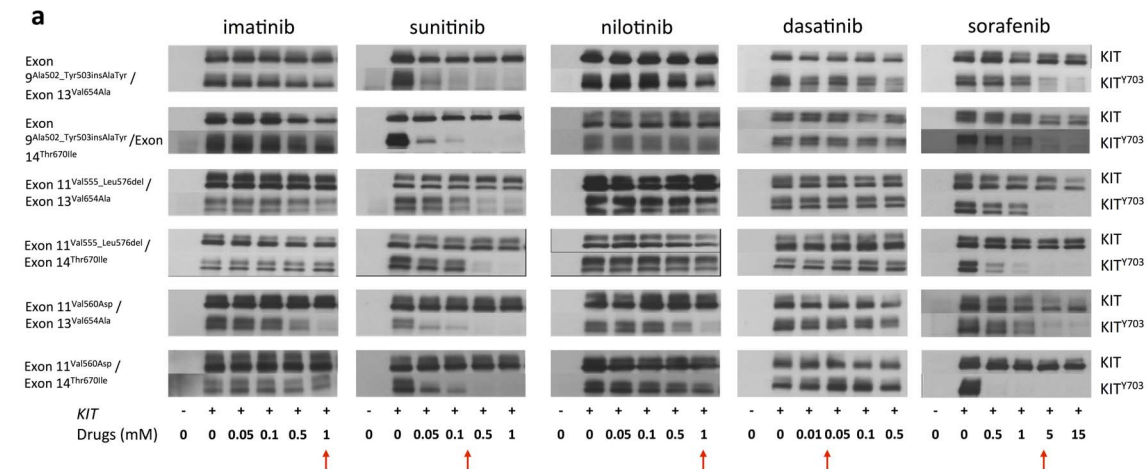 a
imatinib sunitinib nilotinib dasatinib sorafenib
Exon
9Ala502_Tyr503insAlaTyr /
Exon 13Val654Ala
KIT
KITY703
Exon
9Ala502_Tyr503insAlaTyr /Exon
14Thr670Ile
KIT
KITY703
Exon 11Val555_Leu576del /
Exon 13Val654Ala
KIT
KITY703
Exon 11Val555_Leu576del /
Exon 14Thr670Ile
KIT
KITY703
Exon 11Val560Asp /
Exon 13Val654Ala
KIT
KITY703
Exon 11Val560Asp /
Exon 14Thr670Ile
KIT
KITY703
KIT - + + + + + - + + + + + - + + + + + - + + + + + - + + + + +
Drugs (mM) 0 0 0.05 0.1 0.5 1 0 0 0.05 0.1 0.5 1 0 0 0.05 0.1 0.5 1 0 0 0.01 0.05 0.1 0.5 0 0 0.5 1 5 15